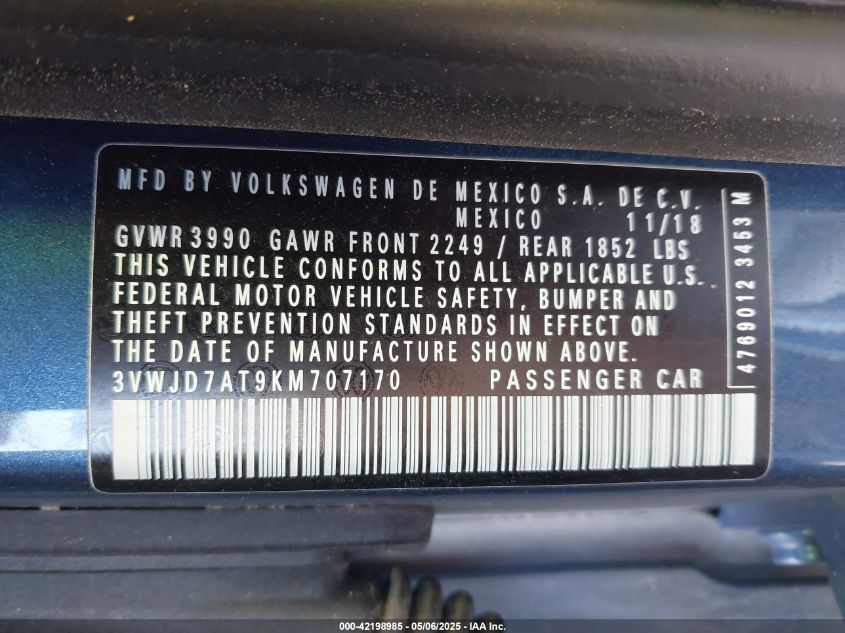 MFD BY VOLKSWAGEN DE MEXICO S.A. DE C.V.
MEXICO 11/18
GVWR 3990 GAWR FRONT 2249 / REAR 1852 LBS
THIS VEHICLE CONFORMS TO ALL APPLICABLE U.S.
FEDERAL MOTOR VEHICLE SAFETY, BUMPER AND
THEFT PREVENTION STANDARDS IN EFFECT ON
THE DATE OF MANUFACTURE SHOWN ABOVE.
3VWJD7AT9KM707170 PASSENGER CAR
4769012 3453 M
000-42198985 - 05/06/2025 - IAA Inc.